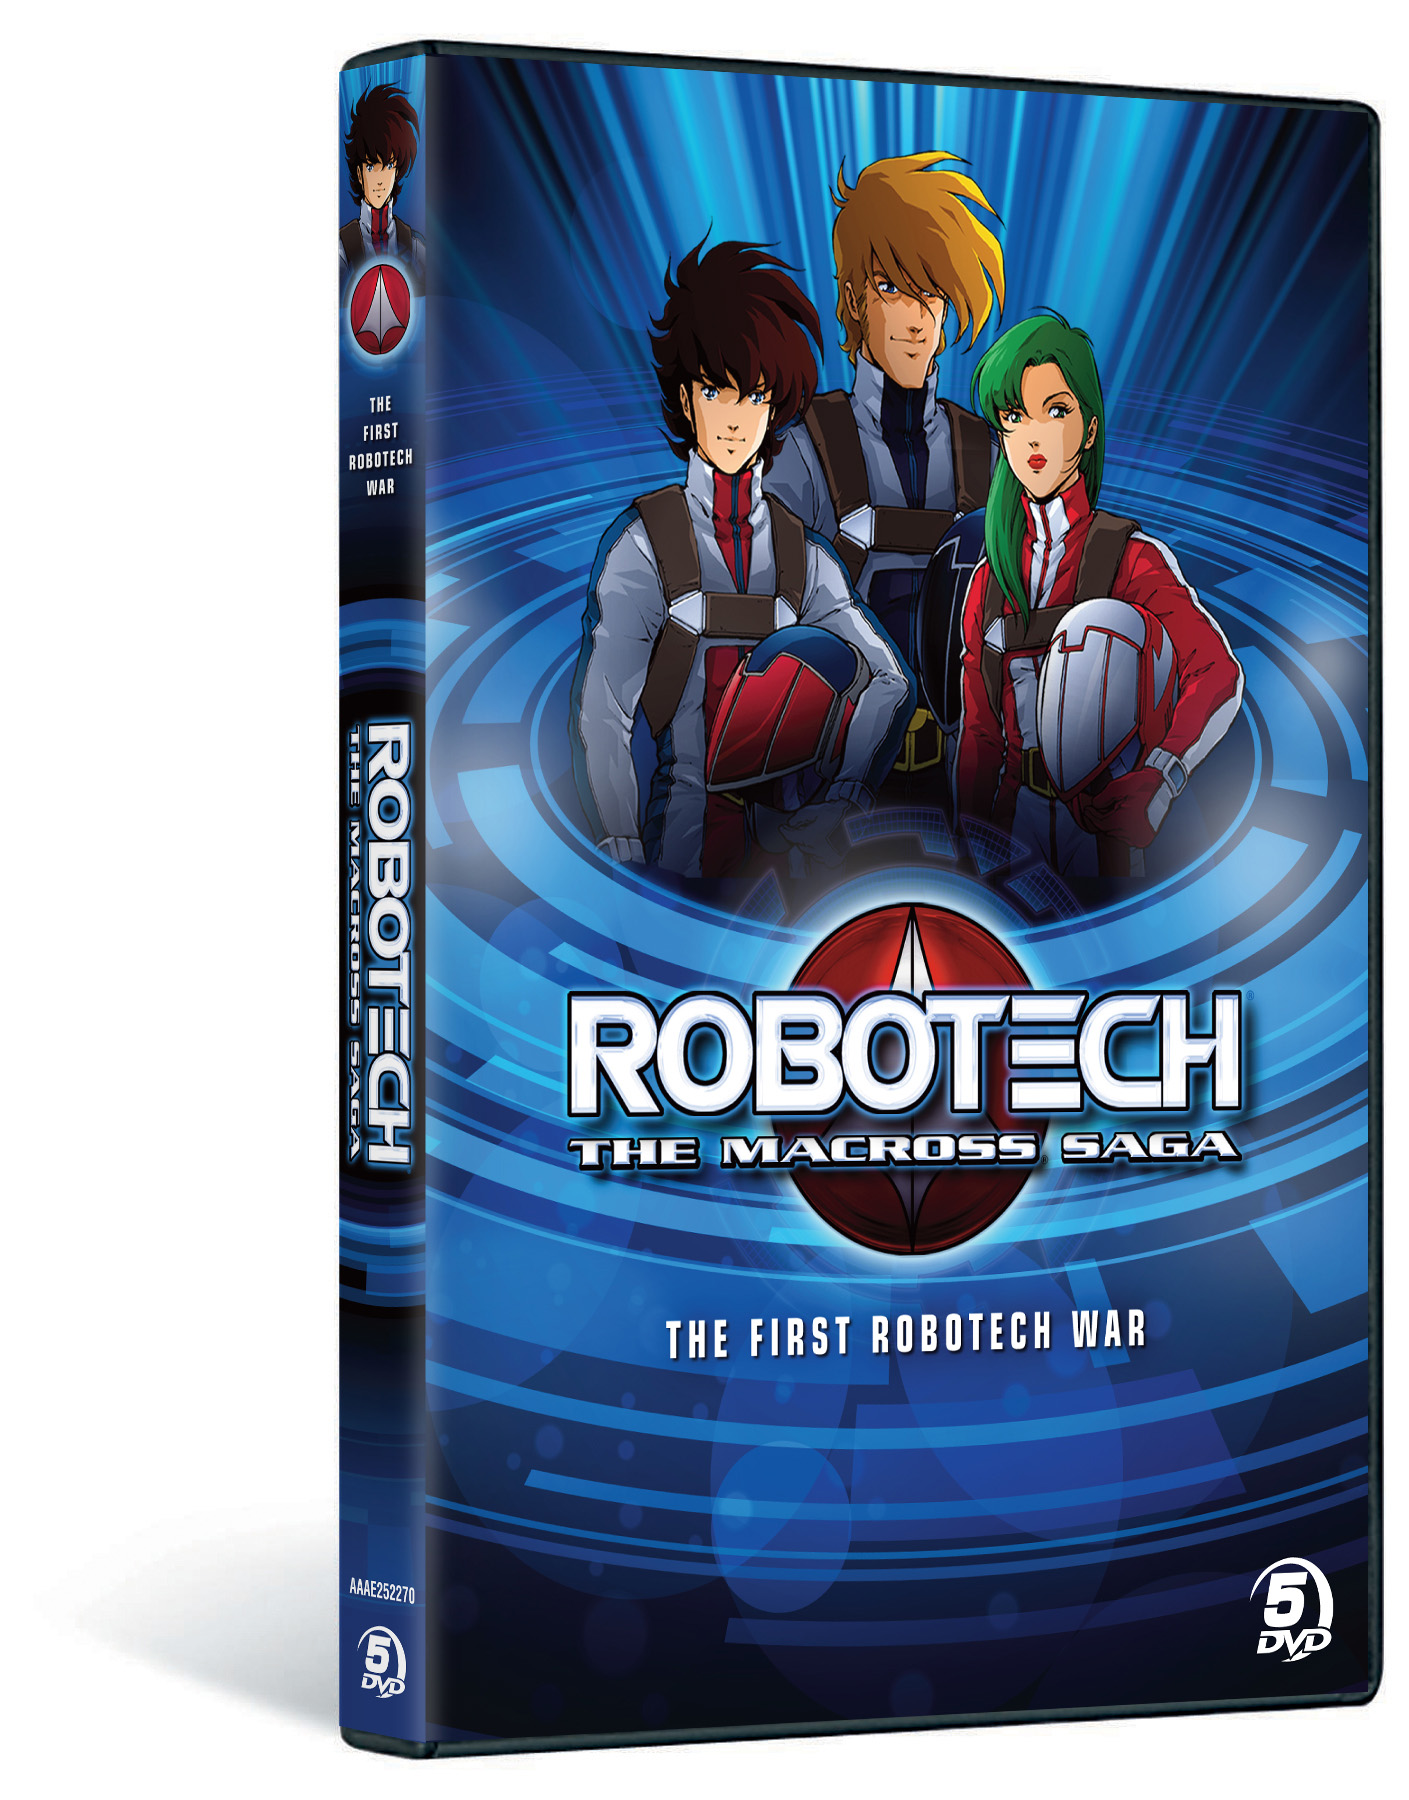 THE
FIRST
ROBOTECH
WAR
ROBOTECH
THE MACROSS SAGA
AAAE252270
5
DVD
ROBOTECH®
THE MACROSS® SAGA
THE FIRST ROBOTECH WAR
5
DVD